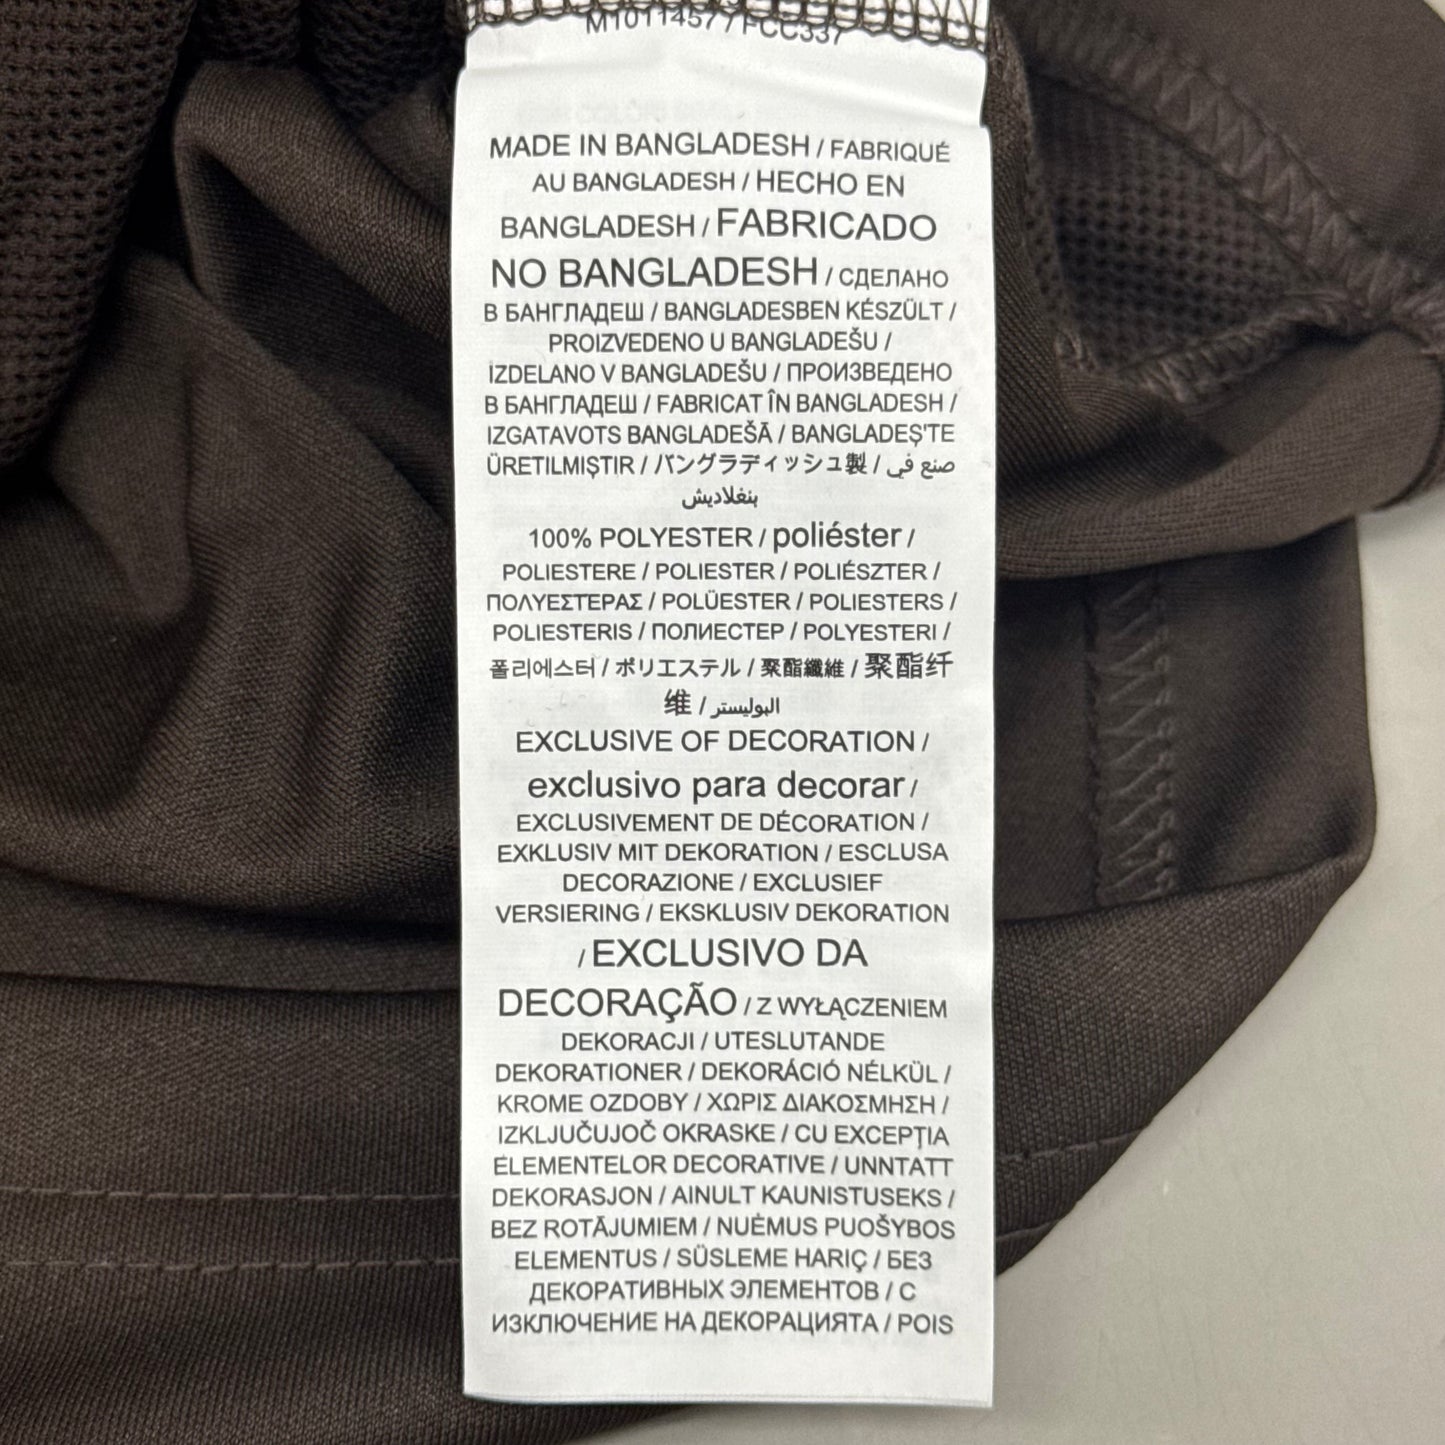 M10114577 / FCC337
MADE IN BANGLADESH / FABRIQUÉ
AU BANGLADESH / HECHO EN
BANGLADESH / FABRICADO
NO BANGLADESH / СДЕЛАНО
В БАНГЛАДЕШ / BANGLADESBEN KÉSZÜLT /
PROIZVEDENO U BANGLADEŠU /
IZDELANO V BANGLADEŠU / ПРОИЗВЕДЕНО
В БАНГЛАДЕШ / FABRICAT ÎN BANGLADESH /
IZGATAVOTS BANGLADEŠĀ / BANGLADEŞ'TE
ÜRETILMIŞTIR / バングラディッシュ製 / صنع في
بنغلاديش
100% POLYESTER / poliéster /
POLIESTERE / POLIESTER / POLIÉSZTER /
ΠΟΛΥΕΣΤΕΡΑΣ / POLÜESTER / POLIESTERS /
POLIESTERIS / ПОЛИЕСТЕР / POLYESTERI /
폴리에스터 / ポリエステル / 聚酯纖維 / 聚酯纤
维 / البوليستر
EXCLUSIVE OF DECORATION /
exclusivo para decorar /
EXCLUSIVEMENT DE DÉCORATION /
EXKLUSIV MIT DEKORATION / ESCLUSA
DECORAZIONE / EXCLUSIEF
VERSIERING / EKSKLUSIV DEKORATION
/ EXCLUSIVO DA
DECORAÇÃO / Z WYŁĄCZENIEM
DEKORACJI / UTESLUTANDE
DEKORATIONER / DEKORÁCIÓ NÉLKÜL /
KROME OZDOBY / ΧΩΡΙΣ ΔΙΑΚΟΣΜΗΣΗ /
IZKLJUČUJOČ OKRASKE / CU EXCEPŢIA
ELEMENTELOR DECORATIVE / UNNTATT
DEKORASJON / AINULT KAUNISTUSEKS /
BEZ ROTĀJUMIEM / NUĖMUS PUOŠYBOS
ELEMENTUS / SÜSLEME HARIÇ / БЕЗ
ДЕКОРАТИВНЫХ ЭЛЕМЕНТОВ / С
ИЗКЛЮЧЕНИЕ НА ДЕКОРАЦИЯТА / POIS